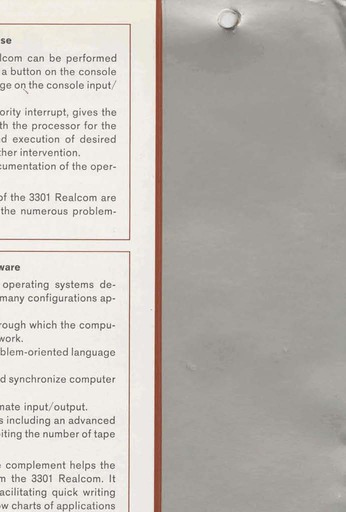 se
lcom can be performed
a button on the console
ge on the console input/
ority interrupt, gives the
th the processor for the
d execution of desired
her intervention.
cumentation of the oper-
of the 3301 Realcom are
the numerous problem-
ware
operating systems de-
many configurations ap-
rough which the compu-
work.
blem-oriented language
d synchronize computer
mate input/output.
s including an advanced
iting the number of tape
e complement helps the
m the 3301 Realcom. It
acilitating quick writing
w charts of applications